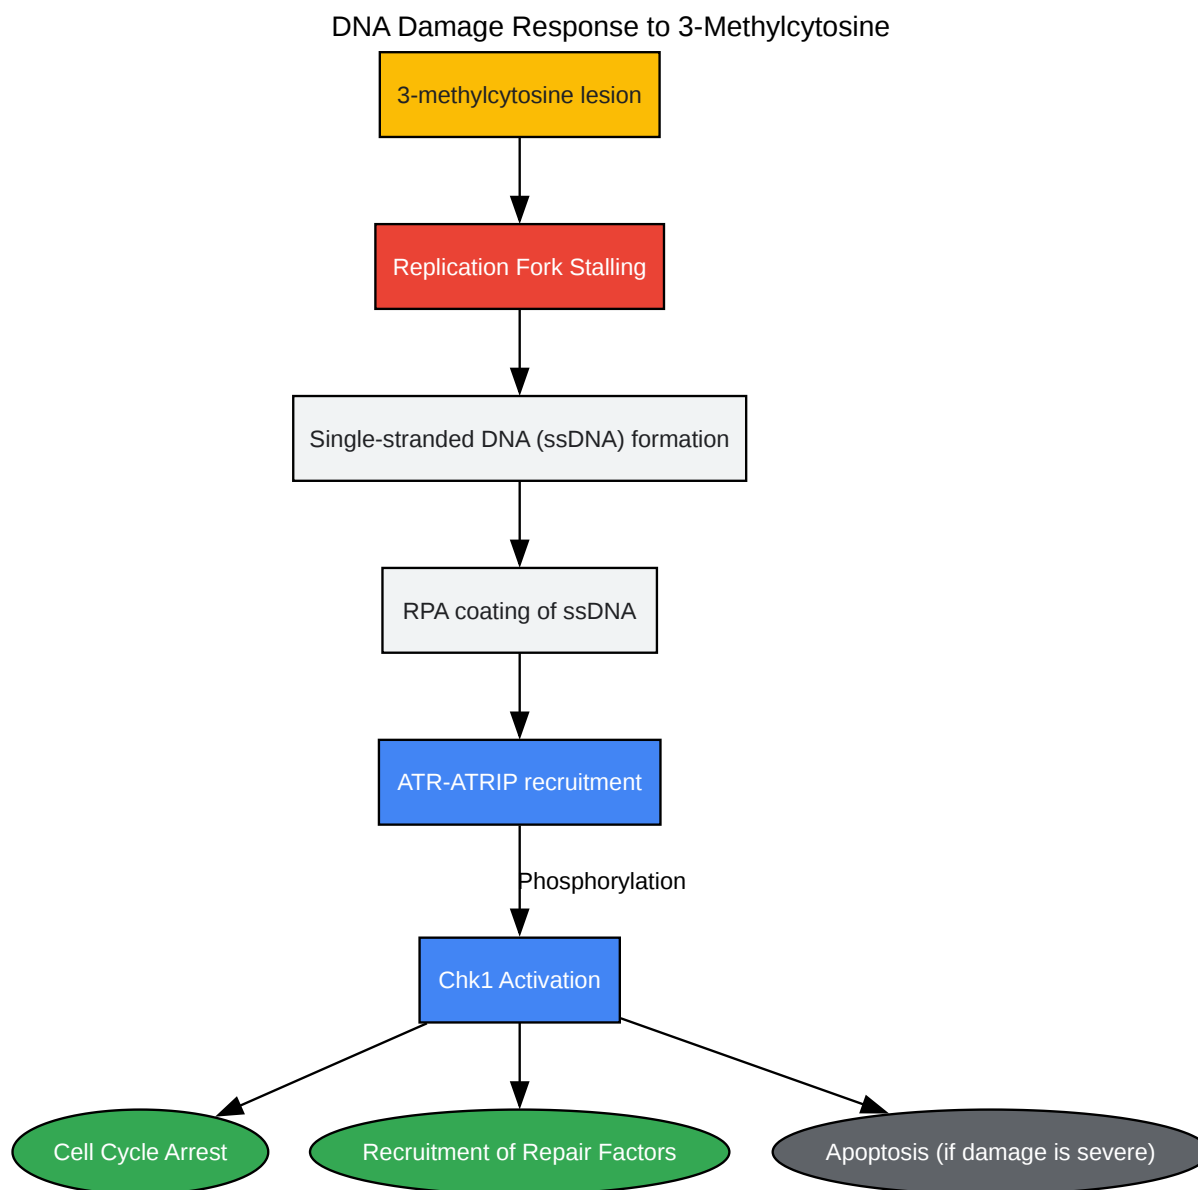 DNA Damage Response to 3-Methylcytosine
3-methylcytosine lesion
Replication Fork Stalling
Single-stranded DNA (ssDNA) formation
RPA coating of ssDNA
ATR-ATRIP recruitment
Phosphorylation
Chk1 Activation
Cell Cycle Arrest
Recruitment of Repair Factors
Apoptosis (if damage is severe)